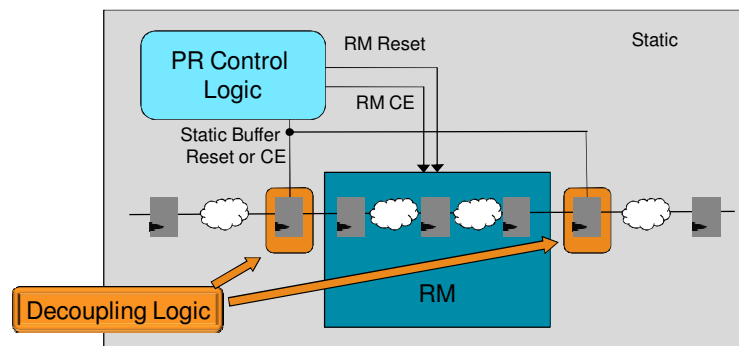 RM Reset
Static
PR Control
Logic
RM CE
Static Buffer
Reset or CE
RM
Decoupling Logic